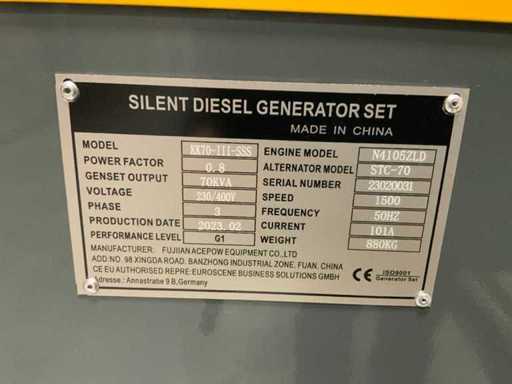 SILENT DIESEL GENERATOR SET
MADE IN CHINA
MODEL KK70-III-SSS
POWER FACTOR 0.8
GENSET OUTPUT 70KVA
VOLTAGE 230/400V
PHASE 3
PRODUCTION DATE 2023.02
PERFORMANCE LEVEL G1
ENGINE MODEL N4105ZLD
ALTERNATOR MODEL STC-70
SERIAL NUMBER 23020031
SPEED 1500
FREQUENCY 50HZ
CURRENT 101A
WEIGHT 880KG
MANUFACTURER: FUJIAN ACEPOW EQUIPMENT CO.,LTD
ADD:NO. 98 XINGDA ROAD. BANZHONG INDUSTRIAL ZONE, FUAN, CHINA
CE EU AUTHORISED REPRE: EUROSCENE BUSINESS SOLUTIONS GMBH
Adress : Annastrabe 9 B,Germany
CE ISO9001
Generator Set